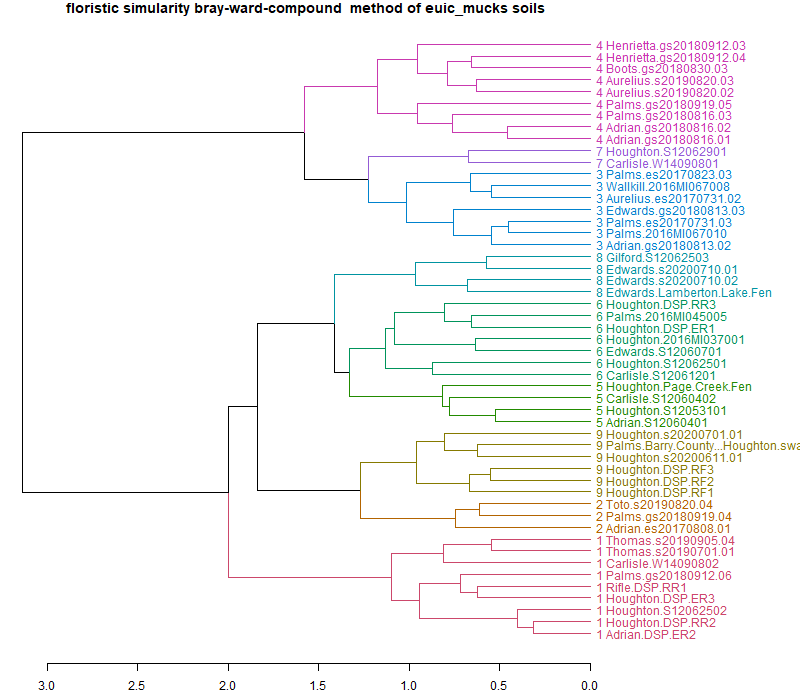 floristic simularity bray-ward-compound method of euic_mucks soils
4 Henrietta.gs20180912.03
4 Henrietta.gs20180912.04
4 Boots.gs20180830.03
4 Aurelius.s20190820.03
4 Aurelius.s20190820.02
4 Palms.gs20180919.05
4 Palms.gs20180816.03
4 Adrian.gs20180816.02
4 Adrian.gs20180816.01
7 Houghton.S12062901
7 Carlisle.W14090801
3 Palms.es20170823.03
3 Wallkill.2016MI067008
3 Aurelius.es20170731.02
3 Edwards.gs20180813.03
3 Palms.es20170731.03
3 Palms.2016MI067010
3 Adrian.gs20180813.02
8 Gilford.S12062503
8 Edwards.s20200710.01
8 Edwards.s20200710.02
8 Edwards.Lamberton.Lake.Fen
6 Houghton.DSP.RR3
6 Palms.2016MI045005
6 Houghton.DSP.ER1
6 Houghton.2016MI037001
6 Edwards.S12060701
6 Houghton.S12062501
6 Carlisle.S12061201
5 Houghton.Page.Creek.Fen
5 Carlisle.S12060402
5 Houghton.S12053101
5 Adrian.S12060401
9 Houghton.s20200701.01
9 Palms.Barry.County...Houghton.swa
9 Houghton.s20200611.01
9 Houghton.DSP.RF3
9 Houghton.DSP.RF2
9 Houghton.DSP.RF1
2 Toto.s20190820.04
2 Palms.gs20180919.04
2 Adrian.es20170808.01
1 Thomas.s20190905.04
1 Thomas.s20190701.01
1 Carlisle.W14090802
1 Palms.gs20180912.06
1 Rifle.DSP.RR1
1 Houghton.DSP.ER3
1 Houghton.S12062502
1 Houghton.DSP.RR2
1 Adrian.DSP.ER2
3.0 2.5 2.0 1.5 1.0 0.5 0.0